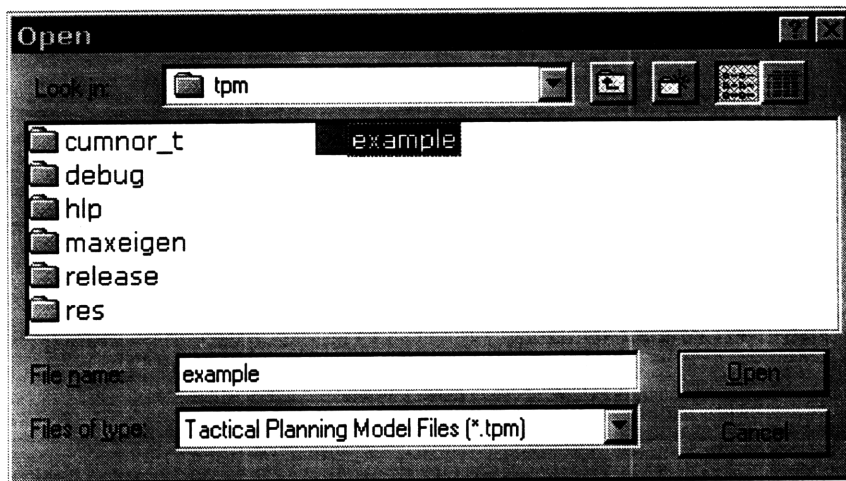 Open
Look in: tpm
cumnor_t example
debug
hlp
maxeigen
release
res
File name: example Open
Files of type: Tactical Planning Model Files (*.tpm) Cancel